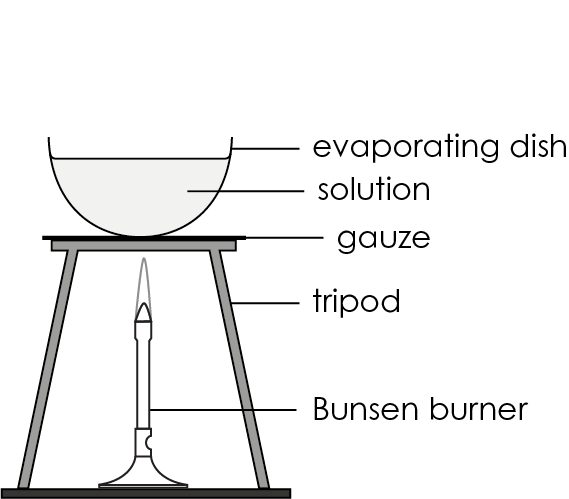 evaporating dish
solution
gauze
tripod
Bunsen burner